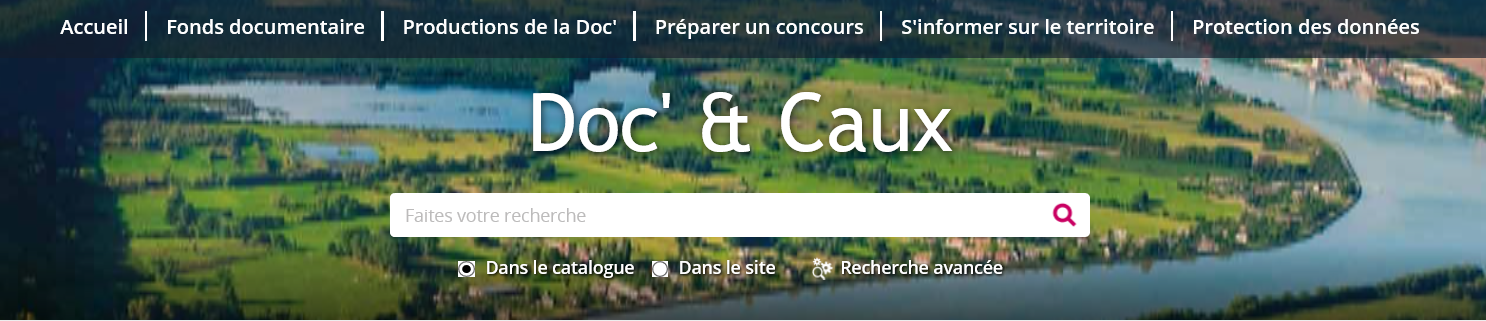 Accueil Fonds documentaire Productions de la Doc' Préparer un concours S'informer sur le territoire Protection des données
Doc' & Caux
Faites votre recherche
Dans le catalogue Dans le site Recherche avancée